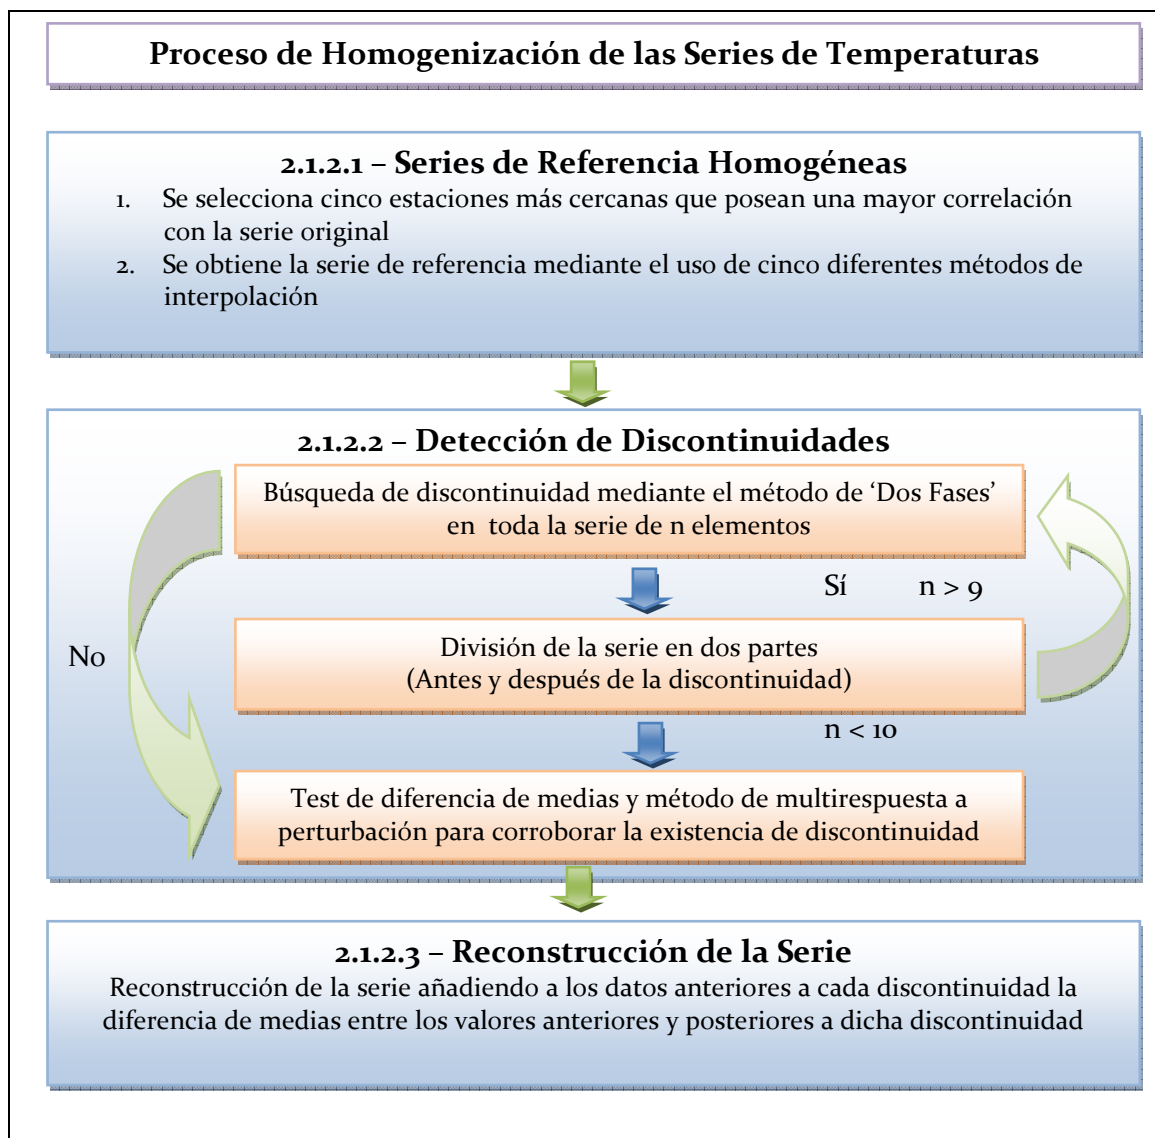 Proceso de Homogenización de las Series de Temperaturas
2.1.2.1 – Series de Referencia Homogéneas
1. Se selecciona cinco estaciones más cercanas que posean una mayor correlación
con la serie original
2. Se obtiene la serie de referencia mediante el uso de cinco diferentes métodos de
interpolación
2.1.2.2 – Detección de Discontinuidades
Búsqueda de discontinuidad mediante el método de ‘Dos Fases’
en toda la serie de n elementos
Sí n > 9
No
División de la serie en dos partes
(Antes y después de la discontinuidad)
n < 10
Test de diferencia de medias y método de multirespuesta a
perturbación para corroborar la existencia de discontinuidad
2.1.2.3 – Reconstrucción de la Serie
Reconstrucción de la serie añadiendo a los datos anteriores a cada discontinuidad la
diferencia de medias entre los valores anteriores y posteriores a dicha discontinuidad